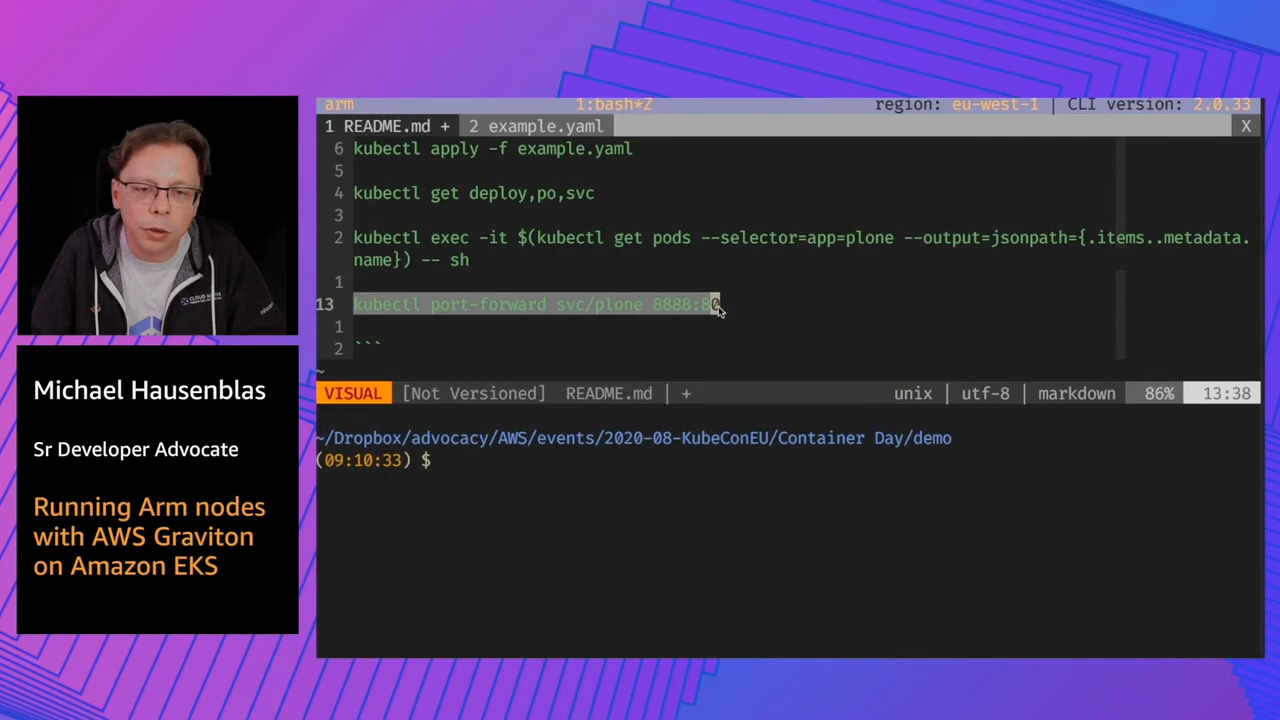 arm 1:bash*Z region: eu-west-1 | CLI version: 2.0.33
1 README.md + 2 example.yaml X
6 kubectl apply -f example.yaml
5
4 kubectl get deploy,po,svc
3
2 kubectl exec -it $(kubectl get pods --selector=app=plone --output=jsonpath={.items..metadata.
name}) -- sh
1
13 kubectl port-forward svc/plone 8888:80
1
2 ```
~
VISUAL [Not Versioned] README.md | + unix | utf-8 | markdown 86% 13:38
~/Dropbox/advocacy/AWS/events/2020-08-KubeConEU/Container Day/demo
(09:10:33) $
CLOUD NATIVE
Michael Hausenblas
Sr Developer Advocate
Running Arm nodes
with AWS Graviton
on Amazon EKS